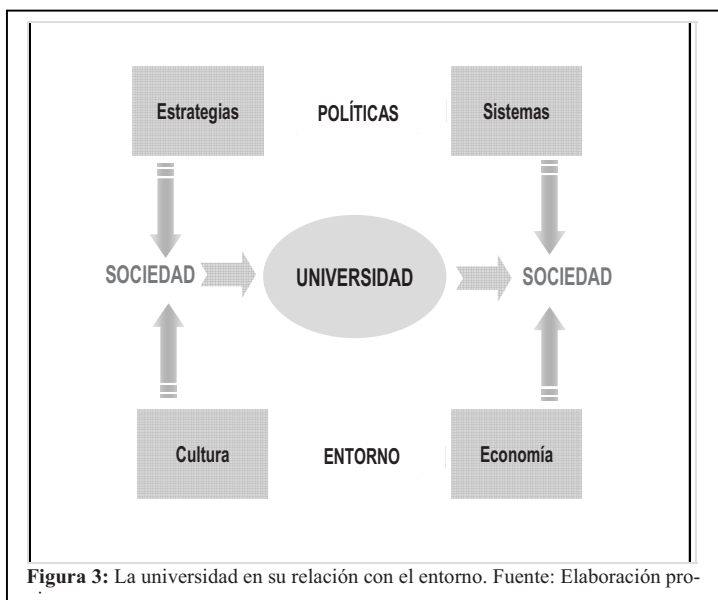 Estrategias POLÍTICAS Sistemas
SOCIEDAD UNIVERSIDAD SOCIEDAD
Cultura ENTORNO Economía
Figura 3: La universidad en su relación con el entorno. Fuente: Elaboración pro-